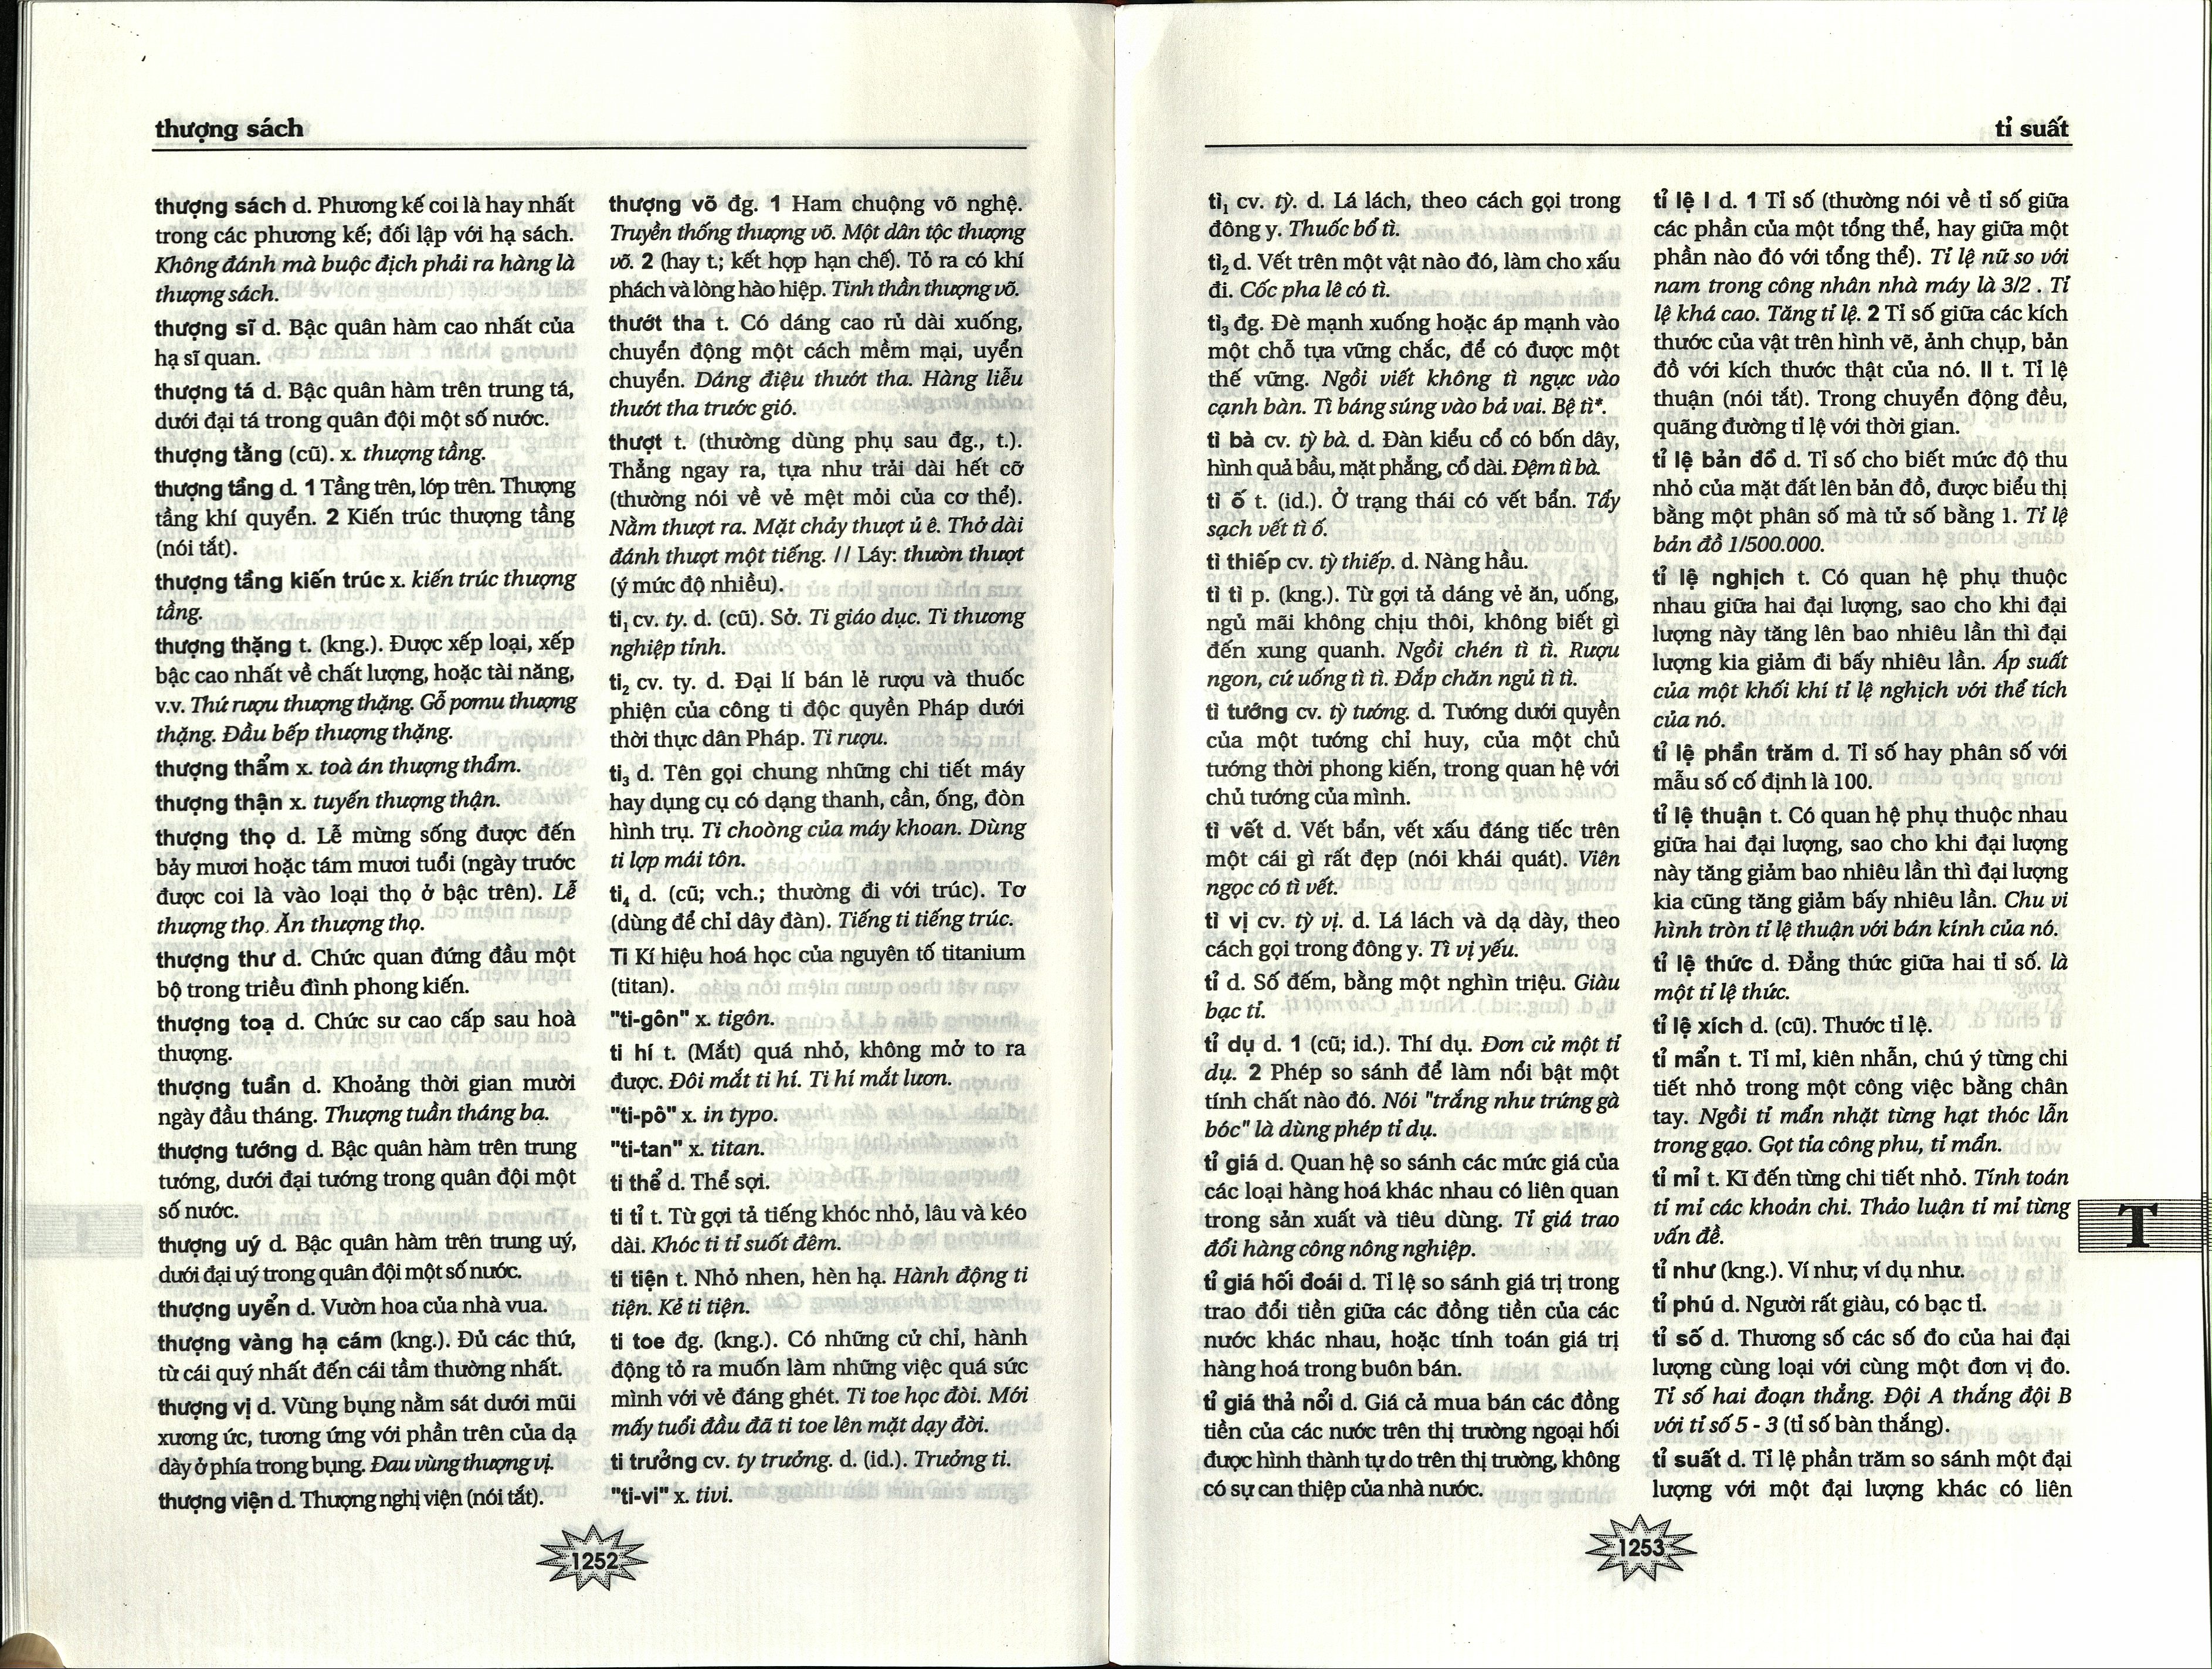 thượng sách
thượng sách d. Phương kế coi là hay nhất
trong các phương kế; đối lập với hạ sách.
Không đánh mà buộc địch phải ra hàng là
thượng sách.
thượng sĩ d. Bậc quân hàm cao nhất của
hạ sĩ quan.
thượng tá d. Bậc quân hàm trên trung tá,
dưới đại tá trong quân đội một số nước.
thượng tằng (cũ). x. thượng tầng.
thượng tầng d. 1 Tầng trên, lớp trên. Thượng
tầng khí quyển. 2 Kiến trúc thượng tầng
(nói tắt).
thượng tầng kiến trúc x. kiến trúc thượng
tầng.
thượng thặng t. (kng.). Được xếp loại, xếp
bậc cao nhất về chất lượng, hoặc tài năng,
v.v. Thứ rượu thượng thặng. Gỗ pomu thượng
thặng. Đầu bếp thượng thặng.
thượng thẩm x. toà án thượng thẩm.
thượng thận x. tuyến thượng thận.
thượng thọ d. Lễ mừng sống được đến
bảy mươi hoặc tám mươi tuổi (ngày trước
được coi là vào loại thọ ở bậc trên). Lễ
thượng thọ. Ăn thượng thọ.
thượng thư d. Chức quan đứng đầu một
bộ trong triều đình phong kiến.
thượng toạ d. Chức sư cao cấp sau hoà
thượng.
thượng tuần d. Khoảng thời gian mười
ngày đầu tháng. Thượng tuần tháng ba.
thượng tướng d. Bậc quân hàm trên trung
tướng, dưới đại tướng trong quân đội một
số nước.
thượng uý d. Bậc quân hàm trên trung uý,
dưới đại uý trong quân đội một số nước.
thượng uyển d. Vườn hoa của nhà vua.
thượng vàng hạ cám (kng.). Đủ các thứ,
từ cái quý nhất đến cái tầm thường nhất.
thượng vị d. Vùng bụng nằm sát dưới mũi
xương ức, tương ứng với phần trên của dạ
dày ở phía trong bụng. Đau vùng thượng vị.
thượng viện d. Thượng nghị viện (nói tắt).
thượng võ đg. 1 Ham chuộng võ nghệ.
Truyền thống thượng võ. Một dân tộc thượng
võ. 2 (hay t.; kết hợp hạn chế). Tỏ ra có khí
phách và lòng hào hiệp. Tinh thần thượng võ.
thướt tha t. Có dáng cao rủ dài xuống,
chuyển động một cách mềm mại, uyển
chuyển. Dáng điệu thướt tha. Hàng liễu
thướt tha trước gió.
thượt t. (thường dùng phụ sau đg., t.).
Thẳng ngay ra, tựa như trải dài hết cỡ
(thường nói về vẻ mệt mỏi của cơ thể).
Nằm thượt ra. Mặt chảy thượt ủ ê. Thở dài
đánh thượt một tiếng. // Láy: thườn thượt
(ý mức độ nhiều).
ti₁ cv. ty. d. (cũ). Sở. Ti giáo dục. Ti thương
nghiệp tỉnh.
ti₂ cv. ty. d. Đại lí bán lẻ rượu và thuốc
phiện của công ti độc quyền Pháp dưới
thời thực dân Pháp. Ti rượu.
ti₃ d. Tên gọi chung những chi tiết máy
hay dụng cụ có dạng thanh, cần, ống, đòn
hình trụ. Ti choòng của máy khoan. Dùng
ti lợp mái tôn.
ti₄ d. (cũ; vch.; thường đi với trúc). Tơ
(dùng để chỉ dây đàn). Tiếng ti tiếng trúc.
Ti Kí hiệu hoá học của nguyên tố titanium
(titan).
"ti-gôn" x. tigôn.
ti hí t. (Mắt) quá nhỏ, không mở to ra
được. Đôi mắt ti hí. Ti hí mắt lươn.
"ti-pô" x. in typo.
"ti-tan" x. titan.
ti thể d. Thể sợi.
ti tỉ t. Từ gợi tả tiếng khóc nhỏ, lâu và kéo
dài. Khóc ti tỉ suốt đêm.
ti tiện t. Nhỏ nhen, hèn hạ. Hành động ti
tiện. Kẻ ti tiện.
ti toe đg. (kng.). Có những cử chỉ, hành
động tỏ ra muốn làm những việc quá sức
mình với vẻ đáng ghét. Ti toe học đòi. Mới
mấy tuổi đầu đã ti toe lên mặt dạy đời.
ti trưởng cv. ty trưởng. d. (id.). Trưởng ti.
"ti-vi" x. tivi.
1252
tỉ suất
tì₁ cv. tỳ. d. Lá lách, theo cách gọi trong
đông y. Thuốc bổ tì.
tì₂ d. Vết trên một vật nào đó, làm cho xấu
đi. Cốc pha lê có tì.
tì₃ đg. Đè mạnh xuống hoặc áp mạnh vào
một chỗ tựa vững chắc, để có được một
thế vững. Ngồi viết không tì ngực vào
cạnh bàn. Tì báng súng vào bả vai. Bệ tì*.
tì bà cv. tỳ bà. d. Đàn kiểu cổ có bốn dây,
hình quả bầu, mặt phẳng, cổ dài. Đệm tì bà.
tì ố t. (id.). Ở trạng thái có vết bẩn. Tẩy
sạch vết tì ố.
tì thiếp cv. tỳ thiếp. d. Nàng hầu.
tì tì p. (kng.). Từ gợi tả dáng vẻ ăn, uống,
ngủ mãi không chịu thôi, không biết gì
đến xung quanh. Ngồi chén tì tì. Rượu
ngon, cứ uống tì tì. Đắp chăn ngủ tì tì.
tì tướng cv. tỳ tướng. d. Tướng dưới quyền
của một tướng chỉ huy, của một chủ
tướng thời phong kiến, trong quan hệ với
chủ tướng của mình.
tì vết d. Vết bẩn, vết xấu đáng tiếc trên
một cái gì rất đẹp (nói khái quát). Viên
ngọc có tì vết.
tì vị cv. tỳ vị. d. Lá lách và dạ dày, theo
cách gọi trong đông y. Tì vị yếu.
tỉ d. Số đếm, bằng một nghìn triệu. Giàu
bạc tỉ.
tỉ dụ d. 1 (cũ; id.). Thí dụ. Đơn cử một tỉ
dụ. 2 Phép so sánh để làm nổi bật một
tính chất nào đó. Nói "trắng như trứng gà
bóc" là dùng phép tỉ dụ.
tỉ giá d. Quan hệ so sánh các mức giá của
các loại hàng hoá khác nhau có liên quan
trong sản xuất và tiêu dùng. Tỉ giá trao
đổi hàng công nông nghiệp.
tỉ giá hối đoái d. Tỉ lệ so sánh giá trị trong
trao đổi tiền giữa các đồng tiền của các
nước khác nhau, hoặc tính toán giá trị
hàng hoá trong buôn bán.
tỉ giá thả nổi d. Giá cả mua bán các đồng
tiền của các nước trên thị trường ngoại hối
được hình thành tự do trên thị trường, không
có sự can thiệp của nhà nước.
tỉ lệ I d. 1 Tỉ số (thường nói về tỉ số giữa
các phần của một tổng thể, hay giữa một
phần nào đó với tổng thể). Tỉ lệ nữ so với
nam trong công nhân nhà máy là 3/2 . Tỉ
lệ khá cao. Tăng tỉ lệ. 2 Tỉ số giữa các kích
thước của vật trên hình vẽ, ảnh chụp, bản
đồ với kích thước thật của nó. II t. Tỉ lệ
thuận (nói tắt). Trong chuyển động đều,
quãng đường tỉ lệ với thời gian.
tỉ lệ bản đồ d. Tỉ số cho biết mức độ thu
nhỏ của mặt đất lên bản đồ, được biểu thị
bằng một phân số mà tử số bằng 1. Tỉ lệ
bản đồ 1/500.000.
tỉ lệ nghịch t. Có quan hệ phụ thuộc
nhau giữa hai đại lượng, sao cho khi đại
lượng này tăng lên bao nhiêu lần thì đại
lượng kia giảm đi bấy nhiêu lần. Áp suất
của một khối khí tỉ lệ nghịch với thể tích
của nó.
tỉ lệ phần trăm d. Tỉ số hay phân số với
mẫu số cố định là 100.
tỉ lệ thuận t. Có quan hệ phụ thuộc nhau
giữa hai đại lượng, sao cho khi đại lượng
này tăng giảm bao nhiêu lần thì đại lượng
kia cũng tăng giảm bấy nhiêu lần. Chu vi
hình tròn tỉ lệ thuận với bán kính của nó.
tỉ lệ thức d. Đẳng thức giữa hai tỉ số. là
một tỉ lệ thức.
tỉ lệ xích d. (cũ). Thước tỉ lệ.
tỉ mẩn t. Tỉ mỉ, kiên nhẫn, chú ý từng chi
tiết nhỏ trong một công việc bằng chân
tay. Ngồi tỉ mẩn nhặt từng hạt thóc lẫn
trong gạo. Gọt tỉa công phu, tỉ mẩn.
tỉ mỉ t. Kĩ đến từng chi tiết nhỏ. Tính toán
tỉ mỉ các khoản chi. Thảo luận tỉ mỉ từng
vấn đề.
tỉ như (kng.). Ví như; ví dụ như.
tỉ phú d. Người rất giàu, có bạc tỉ.
tỉ số d. Thương số các số đo của hai đại
lượng cùng loại với cùng một đơn vị đo.
Tỉ số hai đoạn thẳng. Đội A thắng đội B
với tỉ số 5 - 3 (tỉ số bàn thắng).
tỉ suất d. Tỉ lệ phần trăm so sánh một đại
lượng với một đại lượng khác có liên
T
1253